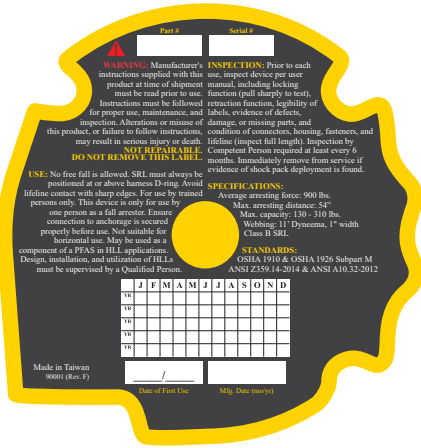 Part #
Serial #
WARNING: Manufacturer's
instructions supplied with this
product at time of shipment
must be read prior to use.
Instructions must be followed
for proper use, maintenance, and
inspection. Alterations or misuse of
this product, or failure to follow instructions,
may result in serious injury or death.
NOT REPAIRABLE.
DO NOT REMOVE THIS LABEL.
USE: No free fall is allowed. SRL must always be
positioned at or above harness D-ring. Avoid
lifeline contact with sharp edges. For use by trained
persons only. This device is only for use by
one person as a fall arrester. Ensure
connection to anchorage is secured
properly before use. Not suitable for
horizontal use. May be used as a
component of a PFAS in HLL applications.
Design, installation, and utilization of HLLs
must be supervised by a Qualified Person.
INSPECTION: Prior to each
use, inspect device per user
manual, including locking
function (pull sharply to test),
retraction function, legibility of
labels, evidence of defects,
damage, or missing parts, and
condition of connectors, housing, fasteners, and
lifeline (inspect full length). Inspection by
Competent Person required at least every 6
months. Immediately remove from service if
evidence of shock pack deployment is found.
SPECIFICATIONS:
Average arresting force: 900 lbs.
Max. arresting distance: 54"
Max. capacity: 130 - 310 lbs.
Webbing: 11' Dyneema, 1" width
Class B SRL
STANDARDS:
OSHA 1910 & OSHA 1926 Subpart M
ANSI Z359.14-2014 & ANSI A10.32-2012
J F M A M J J A S O N D
YR
YR
YR
YR
YR
Made in Taiwan
90001 (Rev. F)
/
Date of First Use
Mfg. Date (mo/yr)